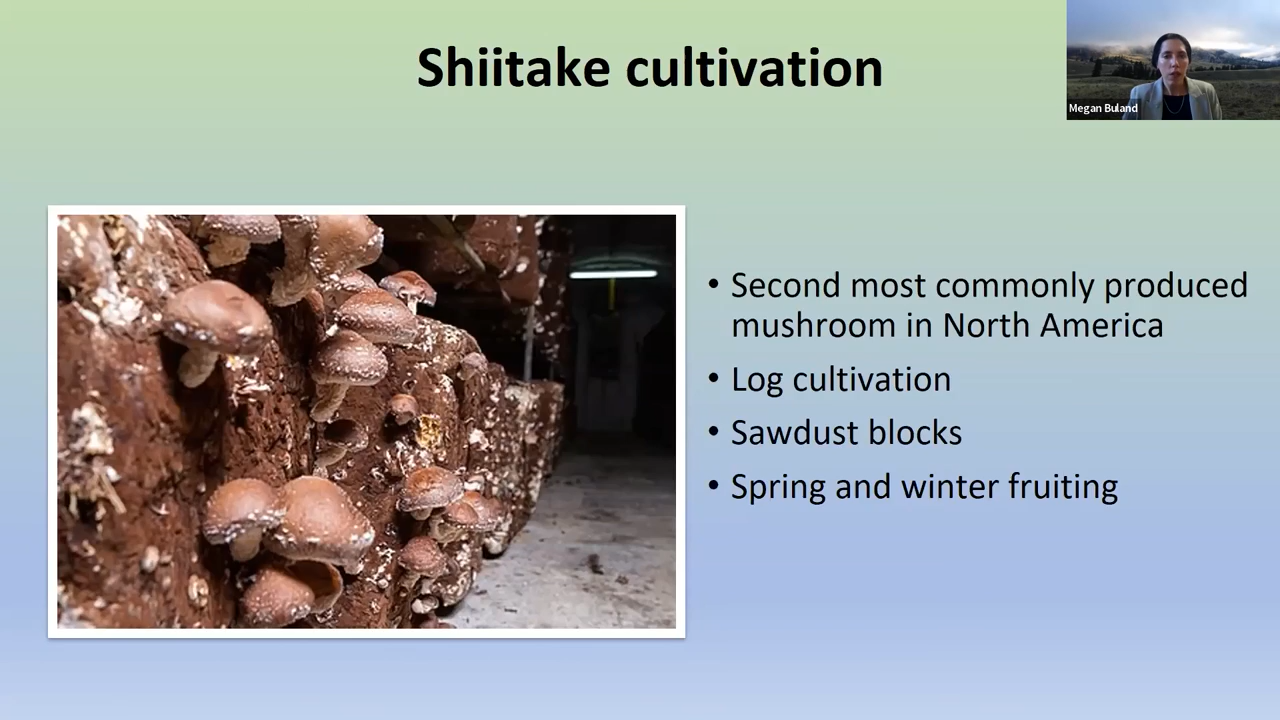 Shiitake cultivation
Megan Buland
• Second most commonly produced
mushroom in North America
• Log cultivation
• Sawdust blocks
• Spring and winter fruiting